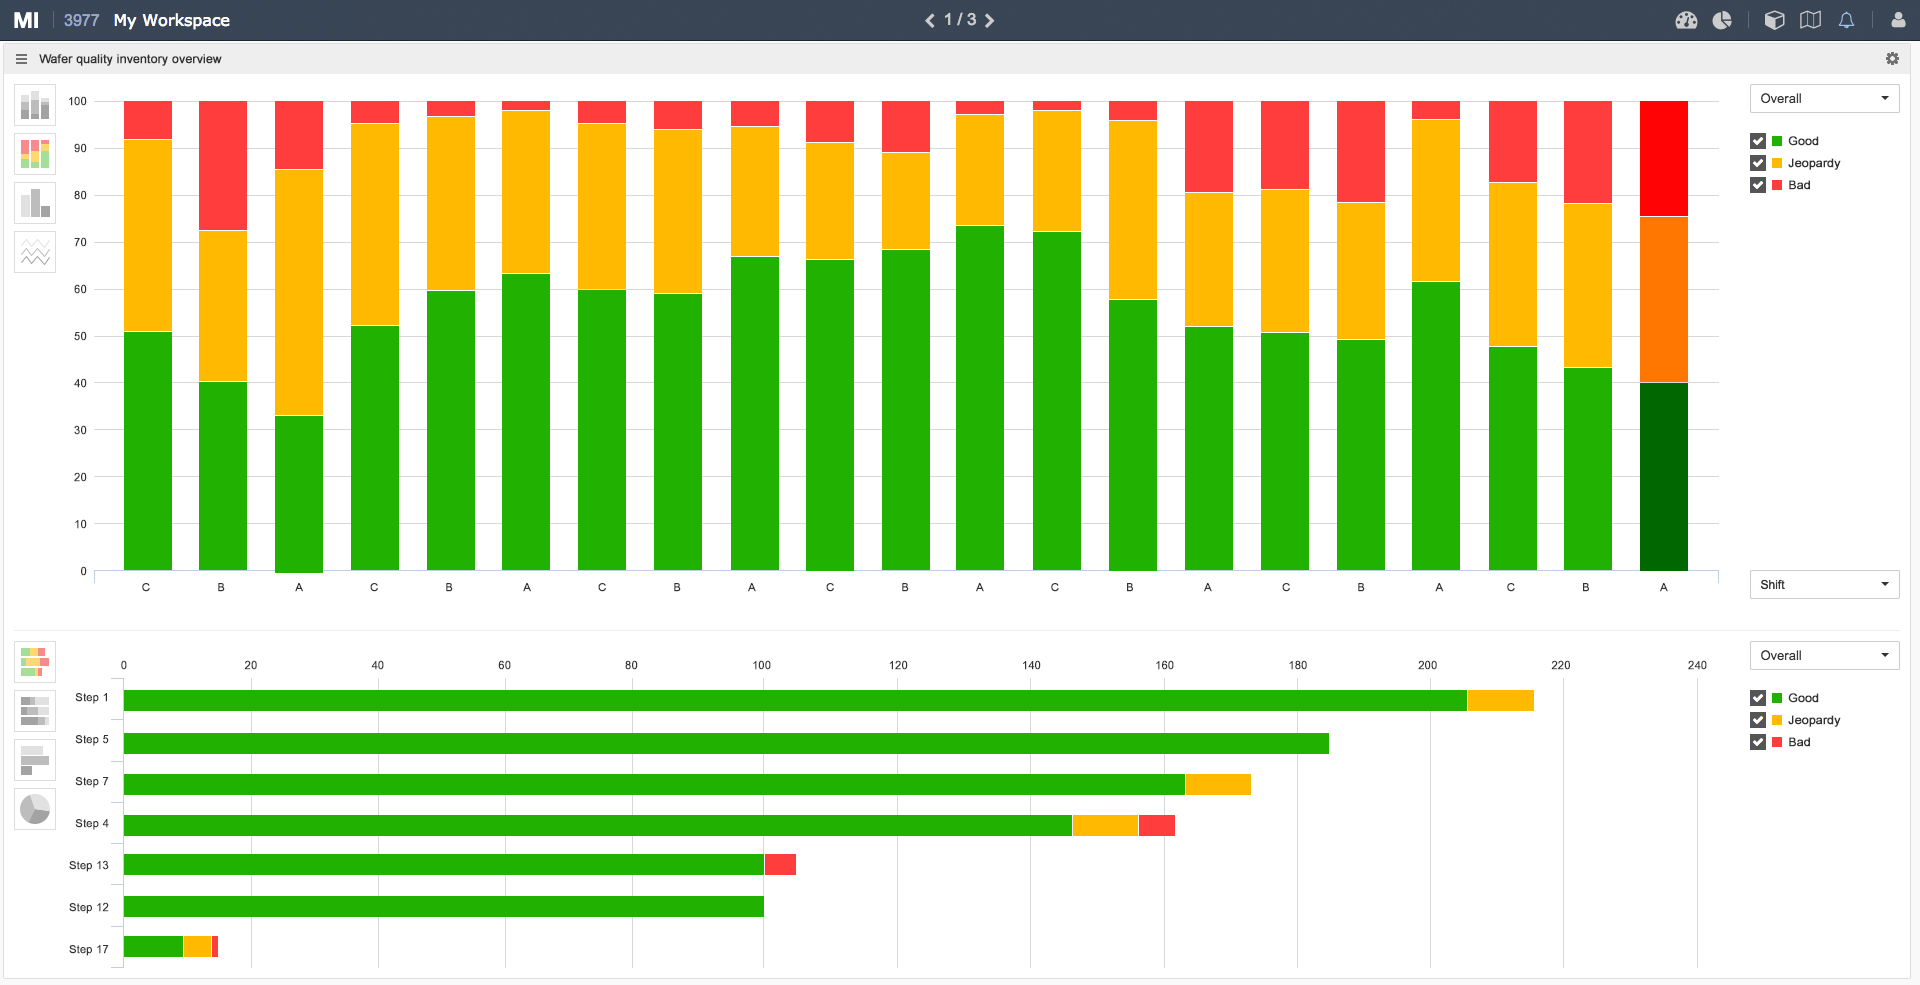 MI 3977 My Workspace 1 / 3
Wafer quality inventory overview
100
90
80
70
60
50
40
30
20
10
0
C B A C B A C B A C B A C B A C B A C B A
Overall
Good
Jeopardy
Bad
Shift
0 20 40 60 80 100 120 140 160 180 200 220 240
Step 1
Step 5
Step 7
Step 4
Step 13
Step 12
Step 17
Overall
Good
Jeopardy
Bad